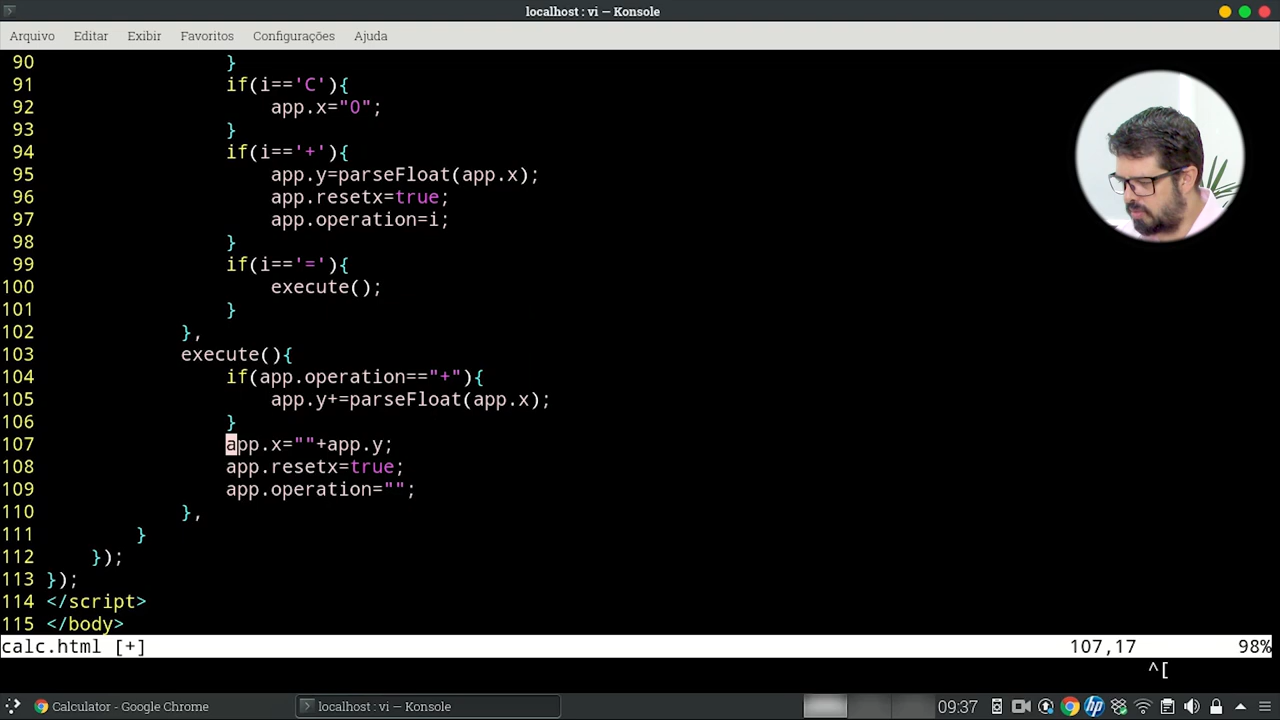 localhost : vi — Konsole
Arquivo Editar Exibir Favoritos Configurações Ajuda
90 }
91 if(i=='C'){
92 app.x="0";
93 }
94 if(i=='+'){
95 app.y=parseFloat(app.x);
96 app.resetx=true;
97 app.operation=i;
98 }
99 if(i=='='){
100 execute();
101 }
102 },
103 execute(){
104 if(app.operation=="+"){
105 app.y+=parseFloat(app.x);
106 }
107 app.x=""+app.y;
108 app.resetx=true;
109 app.operation="";
110 },
111 }
112 });
113 });
114 </script>
115 </body>
calc.html [+] 107,17 98%
^[
Calculator - Google Chrome localhost : vi — Konsole 09:37